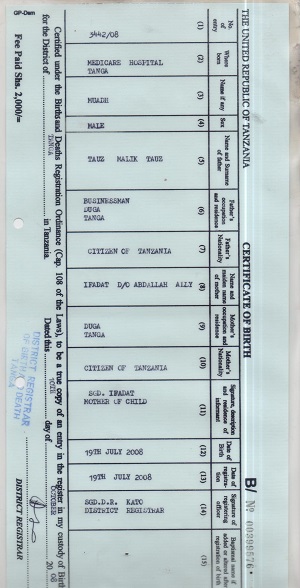 GP-Dsm
THE UNITED REPUBLIC OF TANZANIA
CERTIFICATE OF BIRTH
B/ No 00399576
No. of entry
(1)
3442/08
Where born
(2)
MEDICARE HOSPITAL
TANGA
Name if any
(3)
MUADH
Sex
(4)
MALE
Name and Surname of father
(5)
TAUZ MALIK TAUZ
Father's occupation and residence
(6)
BUSINESSMAN
DUGA
TANGA
Father's Nationality
(7)
CITIZEN OF TANZANIA
Name and maiden name of mother
(8)
IFADAT D/O ABDALLAH ALLY
Mother's occupation and residence
(9)
DUGA
TANGA
Mother's Nationality
(10)
CITIZEN OF TANZANIA
Signature, description and residence of informant
(11)
SGD. IFADAT
MOTHER OF CHILD
Date of Birth
(12)
19TH JULY 2008
Date of registration
(13)
19TH JULY 2008
Signature of registering officer
(14)
SGD.D.R. KATO
DISTRICT REGISTRAR
Baptismal name if added or altered after registration of birth
(15)
Certified under the Births and Deaths Registration Ordinance (Cap. 108 of the Laws), to be a true copy of an entry in the register in my custody of Birth
for the District of TANGA in Tanzania.
Dated this 10TH day of OCTOBER 20 08
Fee Paid Shs. 2,000/=
DISTRICT REGISTRAR
OF BIRTH & DEATH
TANGA
DISTRICT REGISTRAR